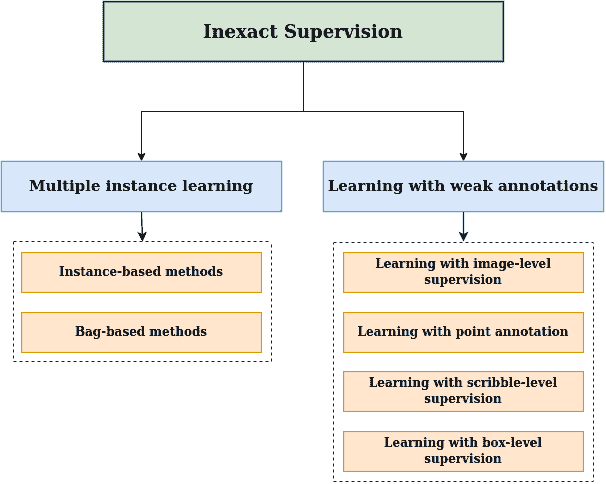 Inexact Supervision
Multiple instance learning
Learning with weak annotations
Instance-based methods
Bag-based methods
Learning with image-level
supervision
Learning with point annotation
Learning with scribble-level
supervision
Learning with box-level
supervision